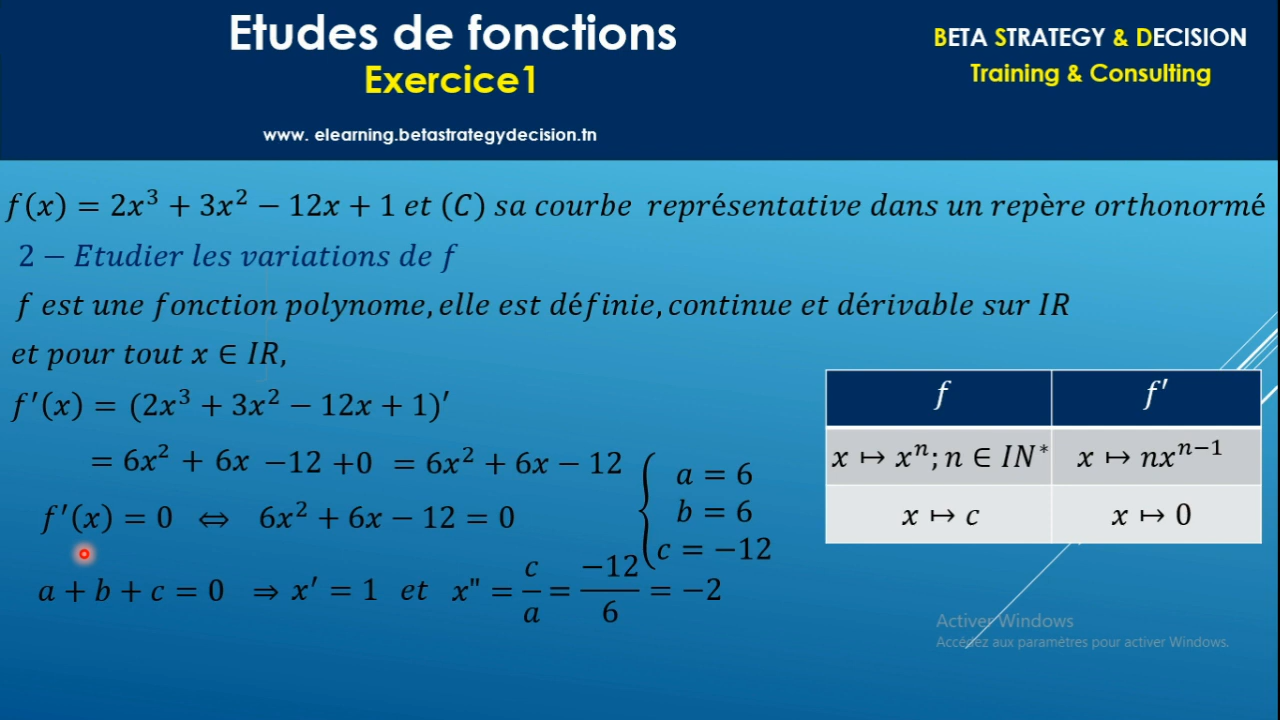 Etudes de fonctions
Exercice1
www. elearning.betastrategydecision.tn
BETA STRATEGY & DECISION
Training & Consulting
f(x) = 2x³ + 3x² − 12x + 1 et (C) sa courbe représentative dans un repère orthonormé
2 − Etudier les variations de f
f est une fonction polynome, elle est définie, continue et dérivable sur IR
et pour tout x ∈ IR,
f′(x) = (2x³ + 3x² − 12x + 1)′
= 6x² + 6x −12 +0 = 6x² + 6x − 12
{ a = 6
b = 6
c = −12
f′(x) = 0 ⇔ 6x² + 6x − 12 = 0
a + b + c = 0 ⇒ x′ = 1 et x" = c/a = −12/6 = −2
f f′
x ↦ xⁿ; n ∈ IN* x ↦ nxⁿ⁻¹
x ↦ c x ↦ 0
Activer Windows
Accédez aux paramètres pour activer Windows.